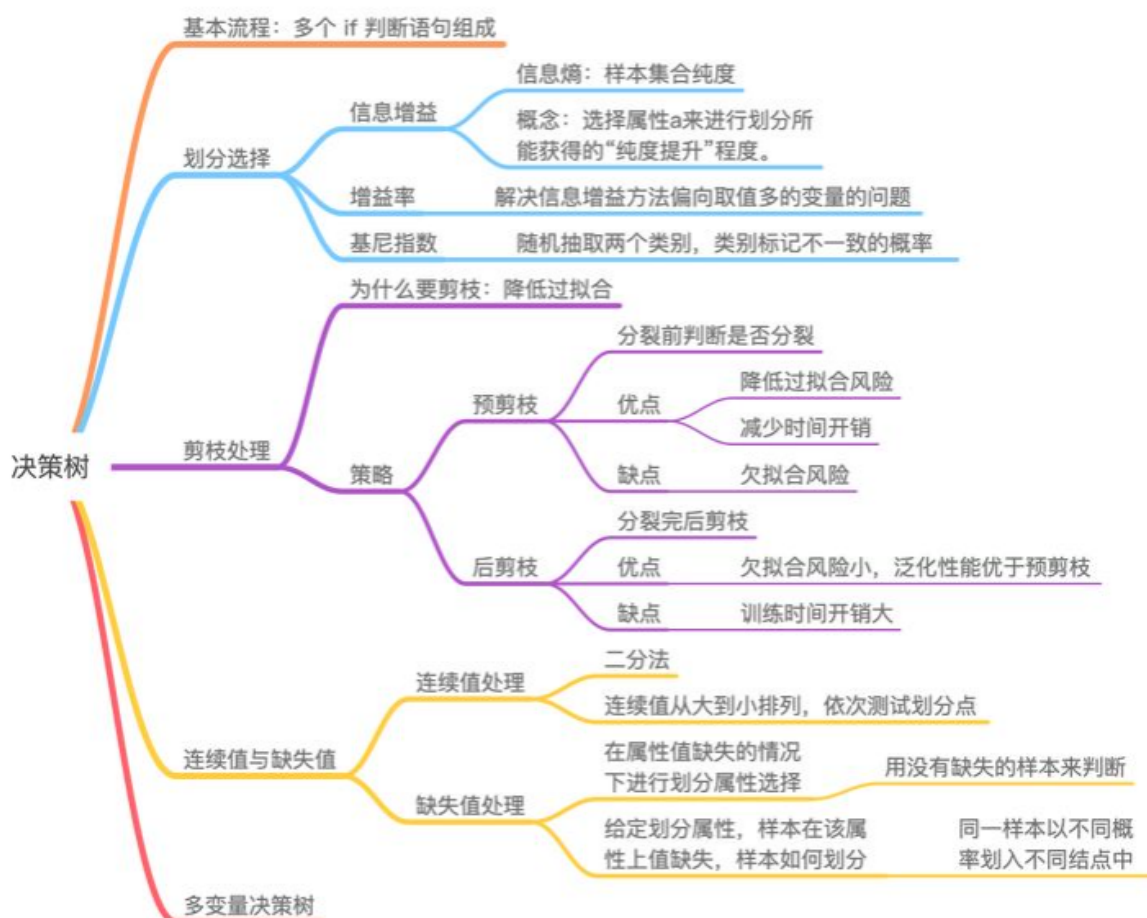 基本流程：多个 if 判断语句组成
信息熵：样本集合纯度
信息增益
概念：选择属性a来进行划分所
能获得的“纯度提升”程度。
划分选择
增益率
解决信息增益方法偏向取值多的变量的问题
基尼指数
随机抽取两个类别，类别标记不一致的概率
为什么要剪枝：降低过拟合
分裂前判断是否分裂
降低过拟合风险
预剪枝
优点
减少时间开销
剪枝处理
决策树
策略
缺点
欠拟合风险
分裂完后剪枝
后剪枝
优点
欠拟合风险小，泛化性能优于预剪枝
缺点
训练时间开销大
二分法
连续值处理
连续值从大到小排列，依次测试划分点
连续值与缺失值
在属性值缺失的情况
下进行划分属性选择
用没有缺失的样本来判断
缺失值处理
给定划分属性，样本在该属
性上值缺失，样本如何划分
同一样本以不同概
率划入不同结点中
多变量决策树